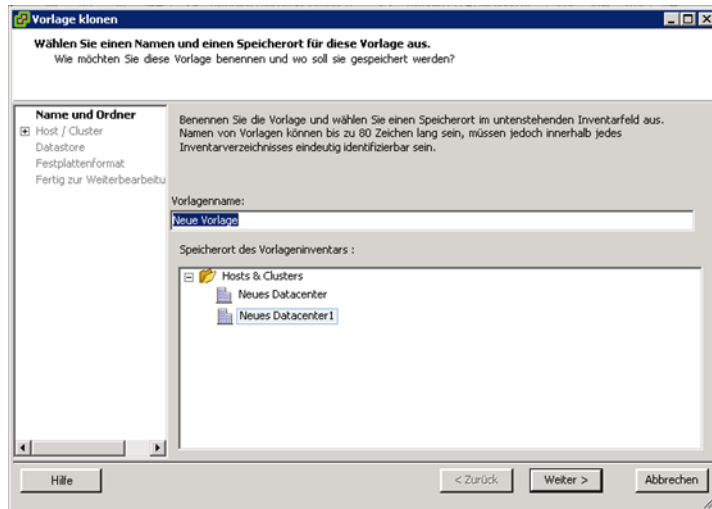 Vorlage klonen
Wählen Sie einen Namen und einen Speicherort für diese Vorlage aus.
Wie möchten Sie diese Vorlage benennen und wo soll sie gespeichert werden?
Name und Ordner
Host / Cluster
Datastore
Festplattenformat
Fertig zur Weiterbearbeitu
Benennen Sie die Vorlage und wählen Sie einen Speicherort im untenstehenden Inventarfeld aus.
Namen von Vorlagen können bis zu 80 Zeichen lang sein, müssen jedoch innerhalb jedes
Inventarverzeichnisses eindeutig identifizierbar sein.
Vorlagenname:
Neue Vorlage
Speicherort des Vorlageninventars :
Hosts & Clusters
Neues Datacenter
Neues Datacenter1
Hilfe
< Zurück
Weiter >
Abbrechen